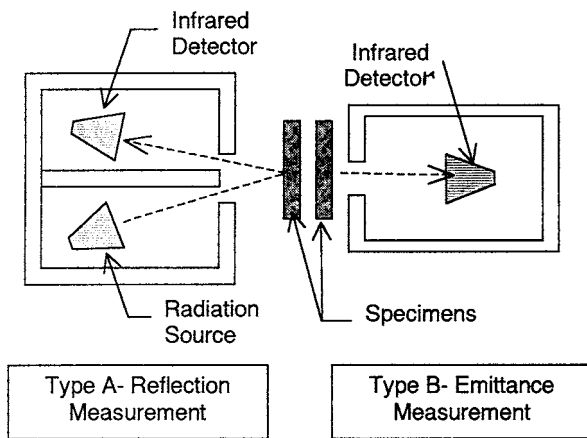 Infrared
Detector
Infrared
Detector
Radiation
Source
Specimens
Type A- Reflection
Measurement
Type B- Emittance
Measurement